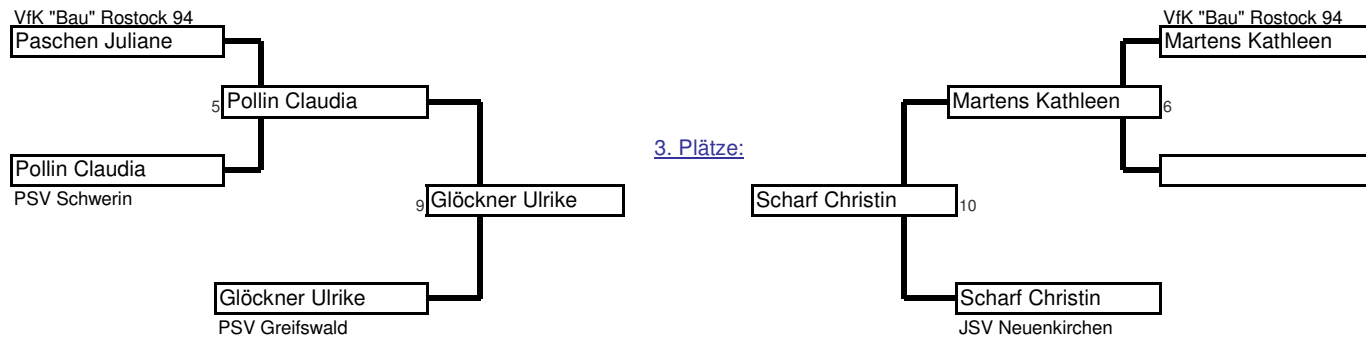 VfK "Bau" Rostock 94
Paschen Juliane
5 Pollin Claudia
Pollin Claudia
PSV Schwerin
9 Glöckner Ulrike
Glöckner Ulrike
PSV Greifswald
3. Plätze:
VfK "Bau" Rostock 94
Martens Kathleen
Martens Kathleen 6
Scharf Christin 10
Scharf Christin
JSV Neuenkirchen